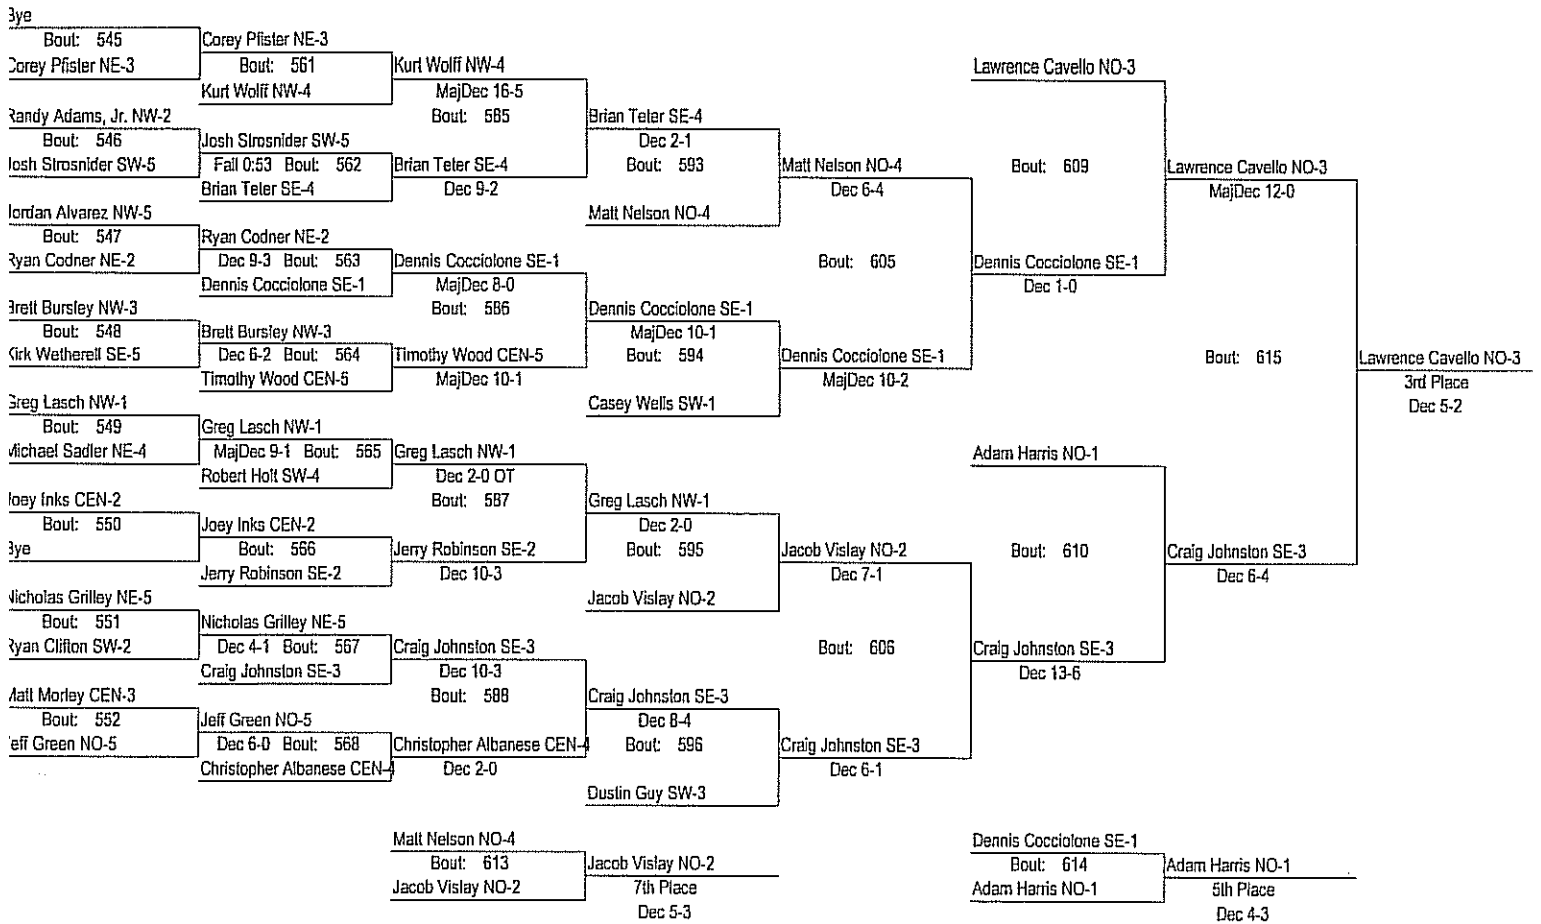 Bye
Bout: 545
Corey Pfister NE-3
Randy Adams, Jr. NW-2
Bout: 546
Josh Strosnider SW-5
Jordan Alvarez NW-5
Bout: 547
Ryan Codner NE-2
Brett Bursley NW-3
Bout: 548
Kirk Wetherell SE-5
Greg Lasch NW-1
Bout: 549
Michael Sadler NE-4
Joey Inks CEN-2
Bout: 550
Bye
Nicholas Grilley NE-5
Bout: 551
Ryan Clifton SW-2
Matt Morley CEN-3
Bout: 552
Jeff Green NO-5
Corey Pfister NE-3
Bout: 561
Kurt Wolff NW-4
Josh Strosnider SW-5
Fall 0:53 Bout: 562
Brian Teter SE-4
Ryan Codner NE-2
Dec 9-3 Bout: 563
Dennis Cocciolone SE-1
Brett Bursley NW-3
Dec 6-2 Bout: 564
Timothy Wood CEN-5
Greg Lasch NW-1
MajDec 9-1 Bout: 565
Robert Holt SW-4
Joey Inks CEN-2
Bout: 566
Jerry Robinson SE-2
Nicholas Grilley NE-5
Dec 4-1 Bout: 567
Craig Johnston SE-3
Jeff Green NO-5
Dec 6-0 Bout: 568
Christopher Albanese CEN-4
Kurt Wolff NW-4
MajDec 16-5
Bout: 585
Brian Teter SE-4
Dec 9-2
Dennis Cocciolone SE-1
MajDec 8-0
Bout: 586
Timothy Wood CEN-5
MajDec 10-1
Greg Lasch NW-1
Dec 2-0 OT
Bout: 587
Jerry Robinson SE-2
Dec 10-3
Craig Johnston SE-3
Dec 10-3
Bout: 588
Christopher Albanese CEN-4
Dec 2-0
Brian Teter SE-4
Dec 2-1
Bout: 593
Matt Nelson NO-4
Dennis Cocciolone SE-1
MajDec 10-1
Bout: 594
Casey Wells SW-1
Greg Lasch NW-1
Dec 2-0
Bout: 595
Jacob Vislay NO-2
Craig Johnston SE-3
Dec 8-4
Bout: 596
Dustin Guy SW-3
Matt Nelson NO-4
Dec 6-4
Bout: 605
Dennis Cocciolone SE-1
MajDec 10-2
Jacob Vislay NO-2
Dec 7-1
Bout: 606
Craig Johnston SE-3
Dec 6-1
Lawrence Cavello NO-3
Bout: 609
Dennis Cocciolone SE-1
Dec 1-0
Adam Harris NO-1
Bout: 610
Craig Johnston SE-3
Dec 13-6
Lawrence Cavello NO-3
MajDec 12-0
Bout: 615
Craig Johnston SE-3
Dec 6-4
Lawrence Cavello NO-3
3rd Place
Dec 5-2
Matt Nelson NO-4
Bout: 613
Jacob Vislay NO-2
Jacob Vislay NO-2
7th Place
Dec 5-3
Dennis Cocciolone SE-1
Bout: 614
Adam Harris NO-1
Adam Harris NO-1
5th Place
Dec 4-3